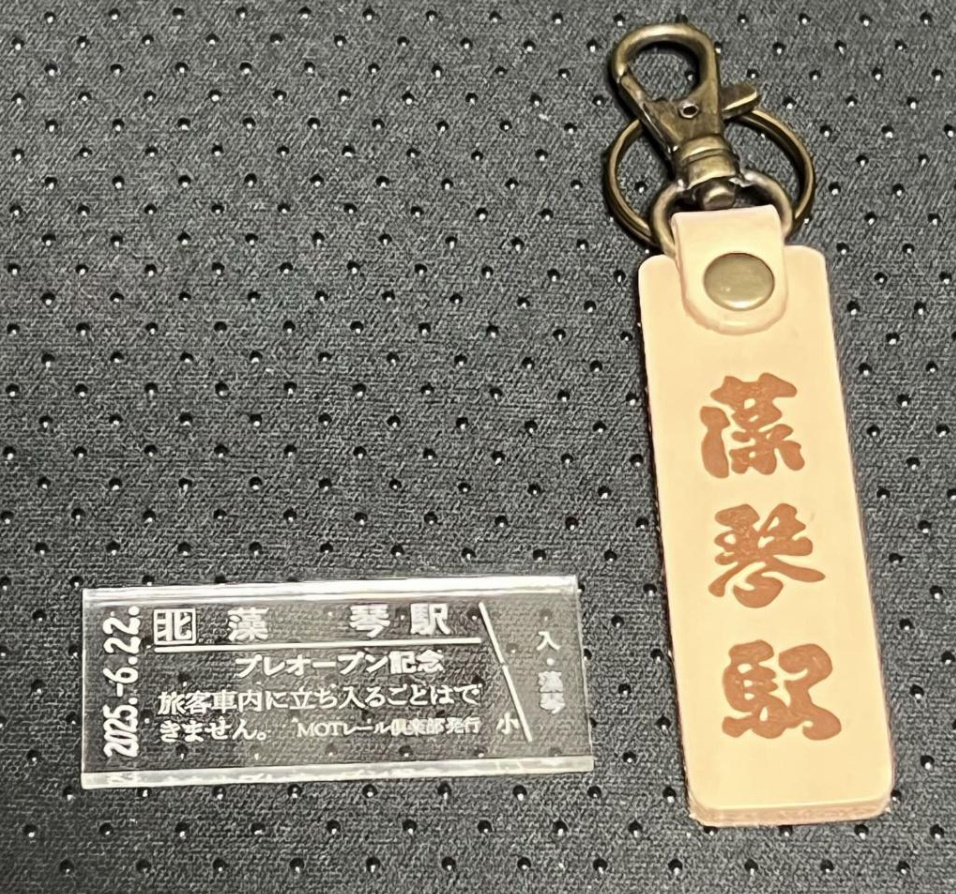 2025.-6.22.
北 藻琴駅
プレオープン記念
旅客車内に立ち入ることはで
きません。 MOTレール倶楽部発行 小
入・藻琴
藻琴駅